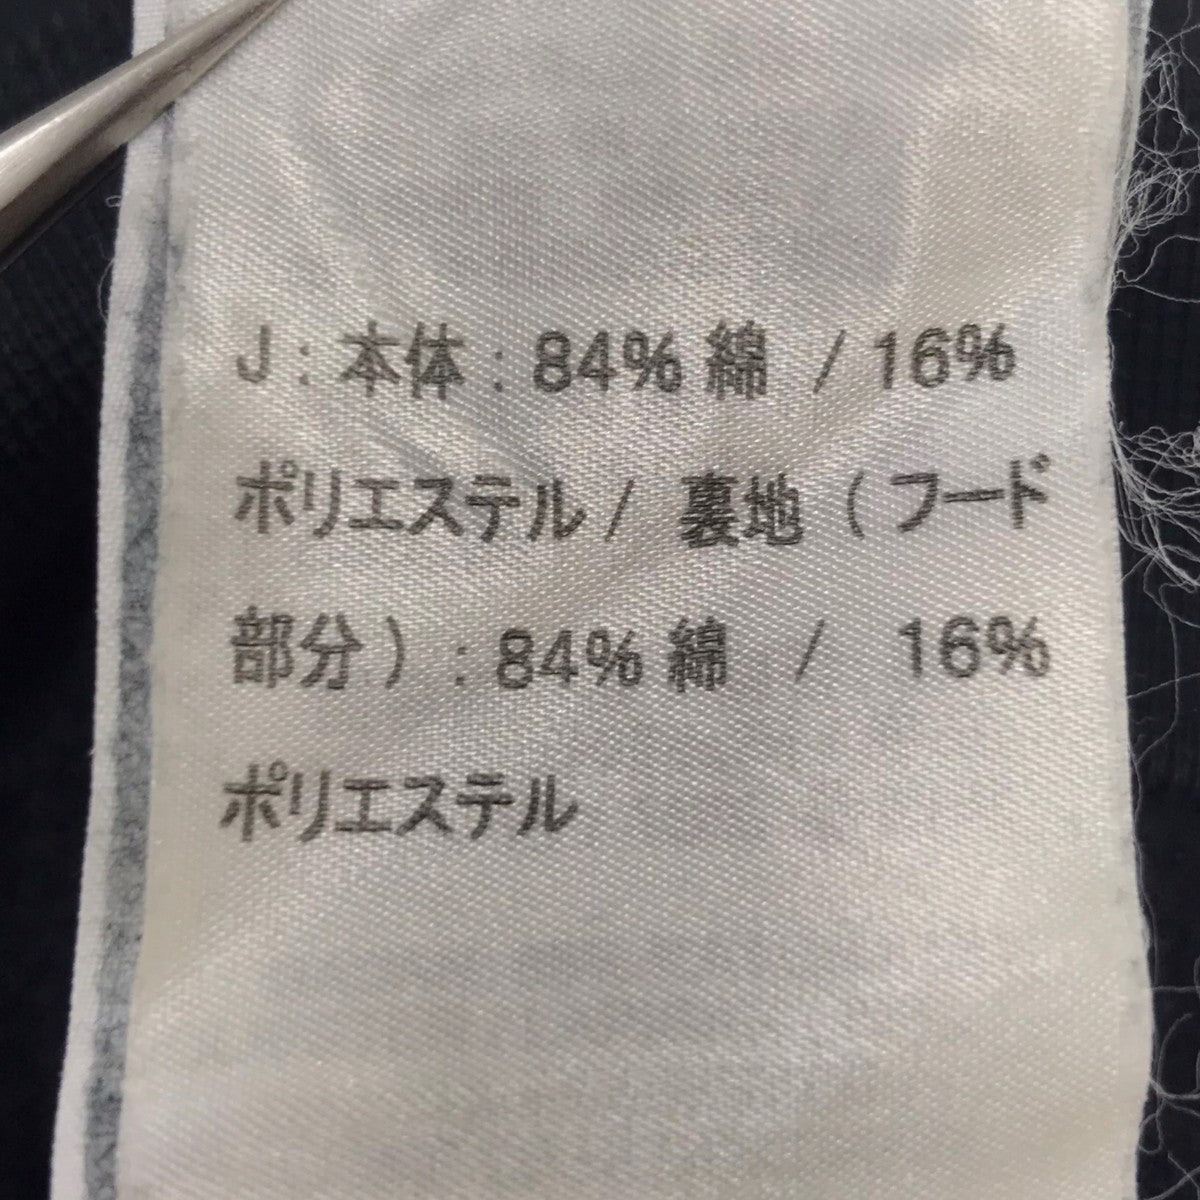 J : 本体 : 84% 綿 / 16%
ポリエステル / 裏地 ( フード
部分 ) : 84% 綿 / 16%
ポリエステル